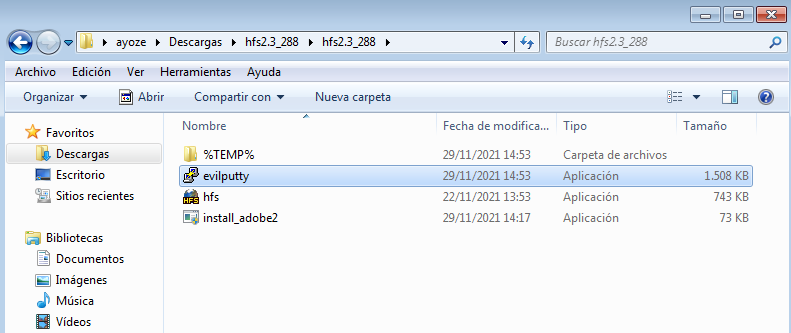 ayoze Descargas hfs2.3_288 hfs2.3_288 Buscar hfs2.3_288
Archivo Edición Ver Herramientas Ayuda
Organizar Abrir Compartir con Nueva carpeta
Favoritos
Descargas
Escritorio
Sitios recientes
Bibliotecas
Documentos
Imágenes
Música
Vídeos
Nombre Fecha de modifica... Tipo Tamaño
%TEMP% 29/11/2021 14:53 Carpeta de archivos
evilputty 29/11/2021 14:53 Aplicación 1.508 KB
HFS hfs 22/11/2021 13:53 Aplicación 743 KB
install_adobe2 29/11/2021 14:17 Aplicación 73 KB